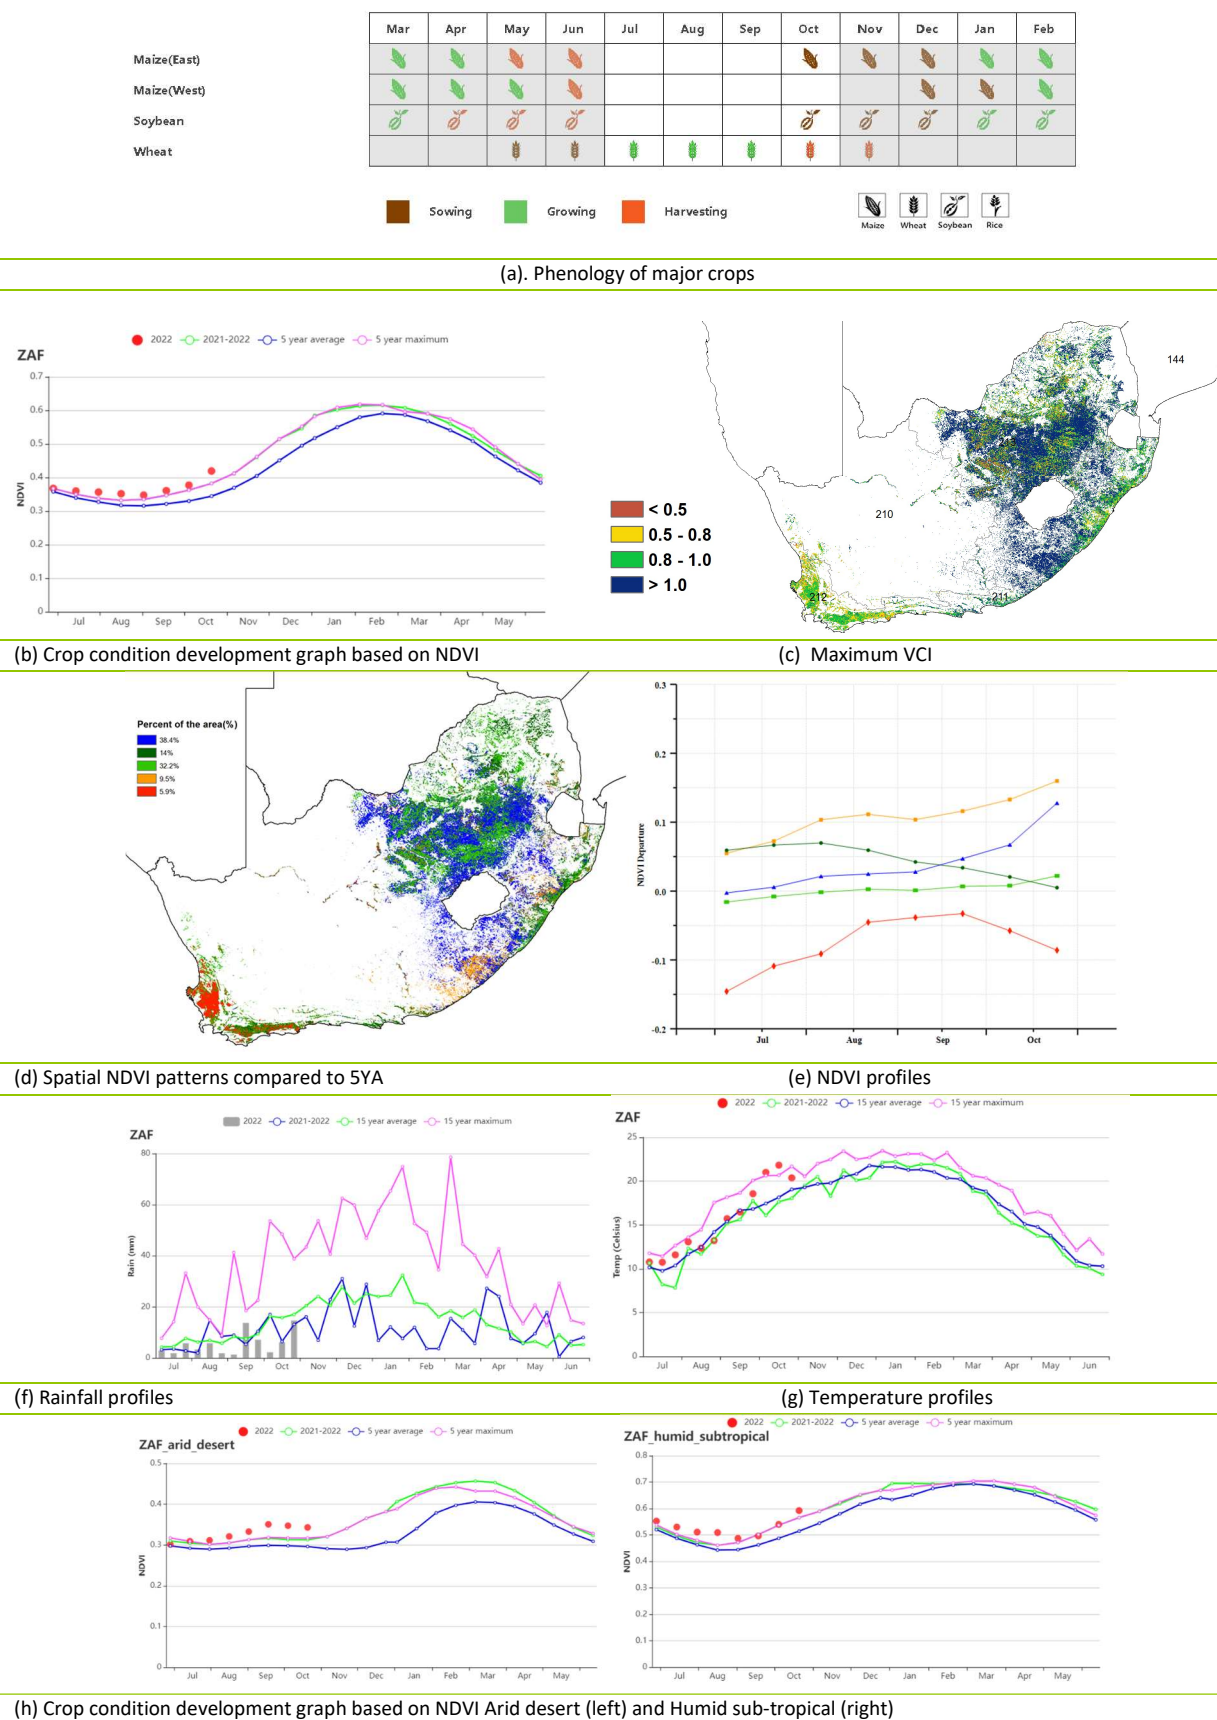 Mar Apr May Jun Jul Aug Sep Oct Nov Dec Jan Feb
Maize(East)
Maize(West)
Soybean
Wheat
Sowing Growing Harvesting
Maize Wheat Soybean Rice
(a). Phenology of major crops
2022 2021-2022 5 year average 5 year maximum
ZAF
0.7
0.6
0.5
0.4
0.3
0.2
0.1
0
NDVI
Jul Aug Sep Oct Nov Dec Jan Feb Mar Apr May
144
210
212
211
< 0.5
0.5 - 0.8
0.8 - 1.0
> 1.0
(b) Crop condition development graph based on NDVI
(c) Maximum VCI
Percent of the area(%)
38.4%
14%
32.2%
9.5%
5.9%
0.3
0.2
0.1
0.0
-0.1
-0.2
NDVI Departure
Jul Aug Sep Oct
(d) Spatial NDVI patterns compared to 5YA
(e) NDVI profiles
2022 2021-2022 15 year average 15 year maximum
ZAF
80
60
40
20
0
Rain (mm)
Jul Aug Sep Oct Nov Dec Jan Feb Mar Apr May Jun
2022 2021-2022 15 year average 15 year maximum
ZAF
25
20
15
10
5
0
Temp (Celsius)
Jul Aug Sep Oct Nov Dec Jan Feb Mar Apr May Jun
(f) Rainfall profiles
(g) Temperature profiles
2022 2021-2022 5 year average 5 year maximum
ZAF_arid_desert
0.5
0.4
0.3
0.2
0.1
0
NDVI
Jul Aug Sep Oct Nov Dec Jan Feb Mar Apr May
2022 2021-2022 5 year average 5 year maximum
ZAF_humid_subtropical
0.8
0.7
0.6
0.5
0.4
0.3
0.2
0.1
0
NDVI
Jul Aug Sep Oct Nov Dec Jan Feb Mar Apr May
(h) Crop condition development graph based on NDVI Arid desert (left) and Humid sub-tropical (right)